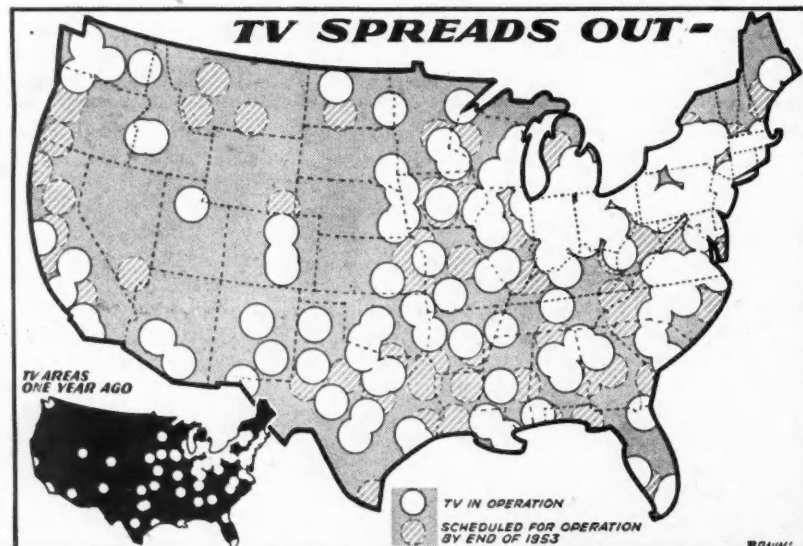 TV SPREADS OUT-
TV AREAS
ONE YEAR AGO
TV IN OPERATION
SCHEDULED FOR OPERATION
BY END OF 1953